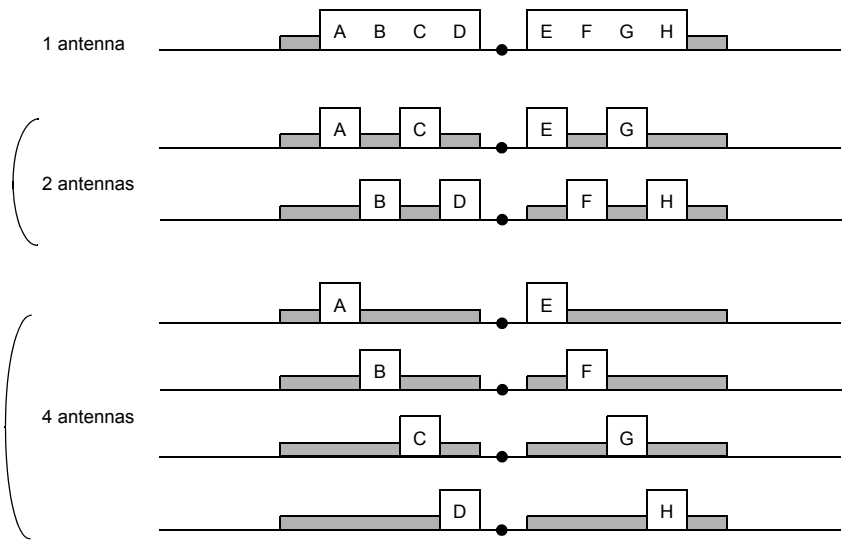 1 antenna A B C D E F G H
A C E G
2 antennas
B D F H
A E
B F
4 antennas
C G
D H